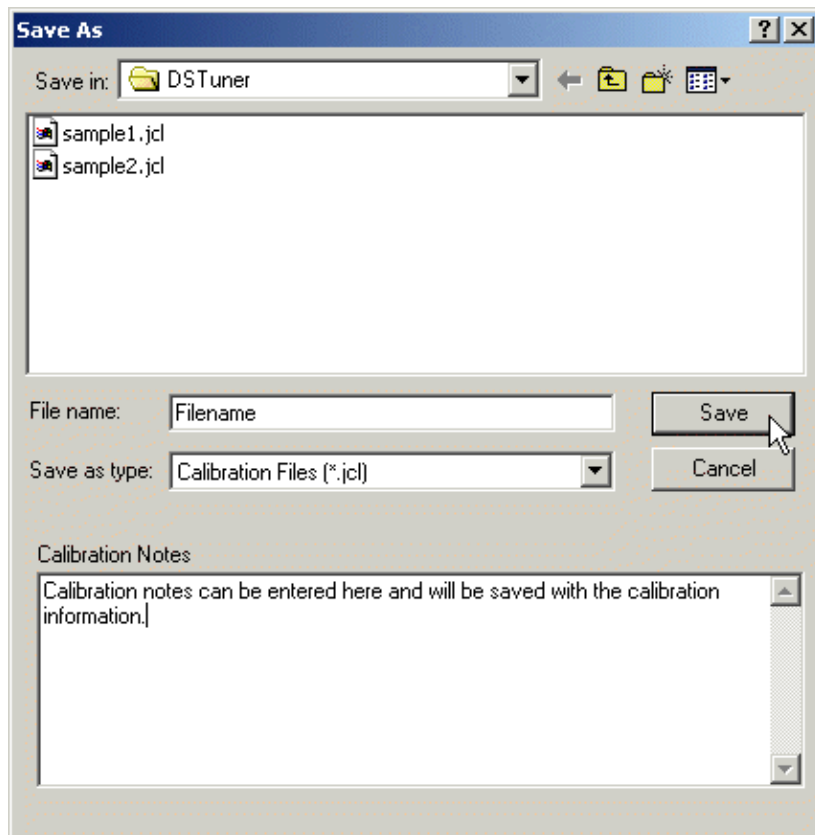 Save As
Save in: DSTuner
sample1.jcl
sample2.jcl
File name: Filename Save
Save as type: Calibration Files (*.jcl) Cancel
Calibration Notes
Calibration notes can be entered here and will be saved with the calibration
information.